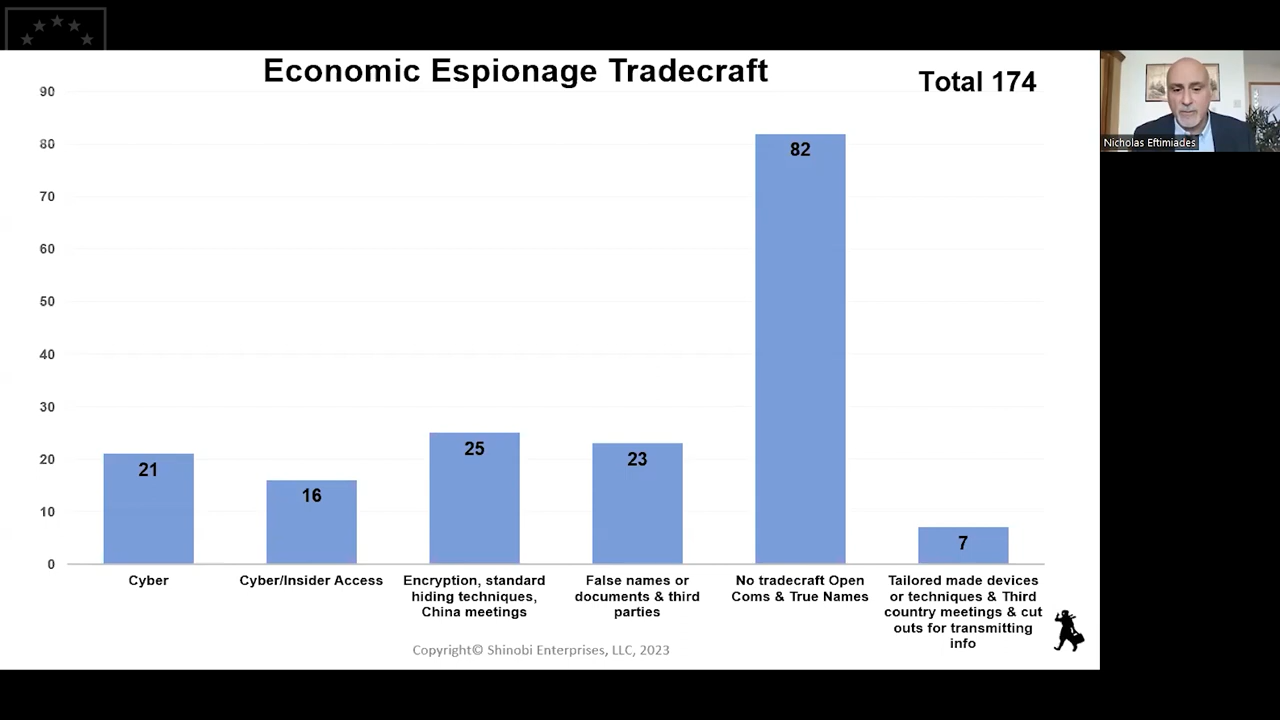 Economic Espionage Tradecraft
Total 174
Nicholas Eftimiades
90
80
70
60
50
40
30
20
10
0
21
16
25
23
82
7
Cyber
Cyber/Insider Access
Encryption, standard
hiding techniques,
China meetings
False names or
documents & third
parties
No tradecraft Open
Coms & True Names
Tailored made devices
or techniques & Third
country meetings & cut
outs for transmitting
info
Copyright© Shinobi Enterprises, LLC, 2023